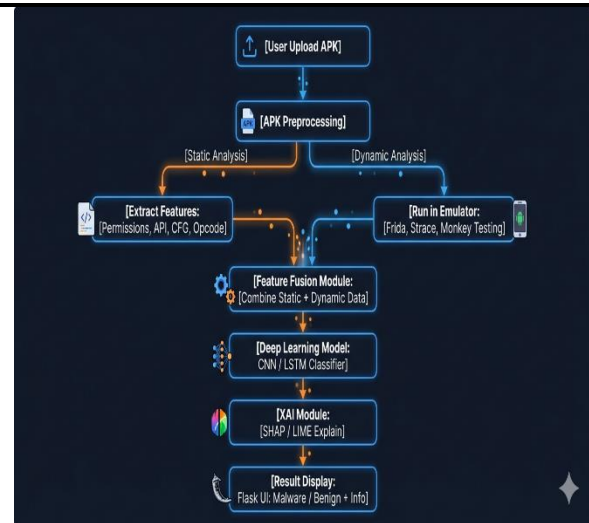 [User Upload APK]
[APK Preprocessing]
[Static Analysis]
[Dynamic Analysis]
[Extract Features:
[Permissions, API, CFG, Opcode]
[Run in Emulator:
[Frida, Strace, Monkey Testing]
[Feature Fusion Module:
[Combine Static + Dynamic Data]
[Deep Learning Model:
CNN / LSTM Classifier]
[XAI Module:
[SHAP / LIME Explain]
[Result Display:
Flask UI: Malware / Benign + Info]